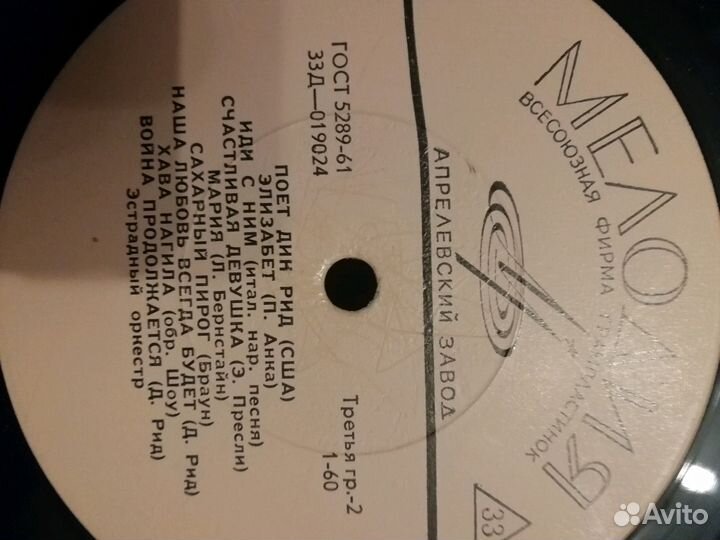 МЕЛОДИЯ
ВСЕСОЮЗНАЯ ФИРМА ГРАМПЛАСТИНОК
АПРЕЛЕВСКИЙ ЗАВОД
33
ГОСТ 5289-61
33Д—019024
Третья гр.-2
1-60
ПОЕТ ДИН РИД (США)
ЭЛИЗАБЕТ (П. Анка)
ИДИ С НИМ (итал. нар. песня)
СЧАСТЛИВАЯ ДЕВУШКА (Э. Пресли)
МАРИЯ (Л. Бернстайн)
САХАРНЫЙ ПИРОГ (Браун)
НАША ЛЮБОВЬ ВСЕГДА БУДЕТ (Д. Рид)
ХАВА НАГИЛА (обр. Шоу)
ВОЙНА ПРОДОЛЖАЕТСЯ (Д. Рид)
Эстрадный оркестр
Avito